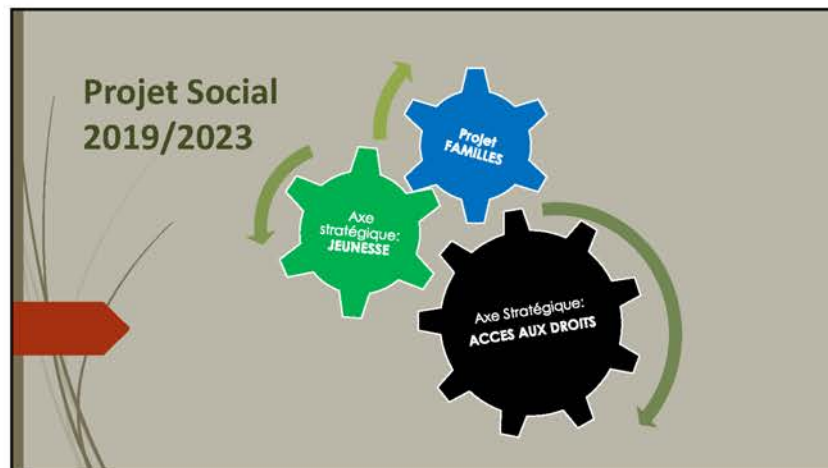 Projet Social
2019/2023
Projet
FAMILLES
Axe
stratégique:
JEUNESSE
Axe Stratégique:
ACCES AUX DROITS